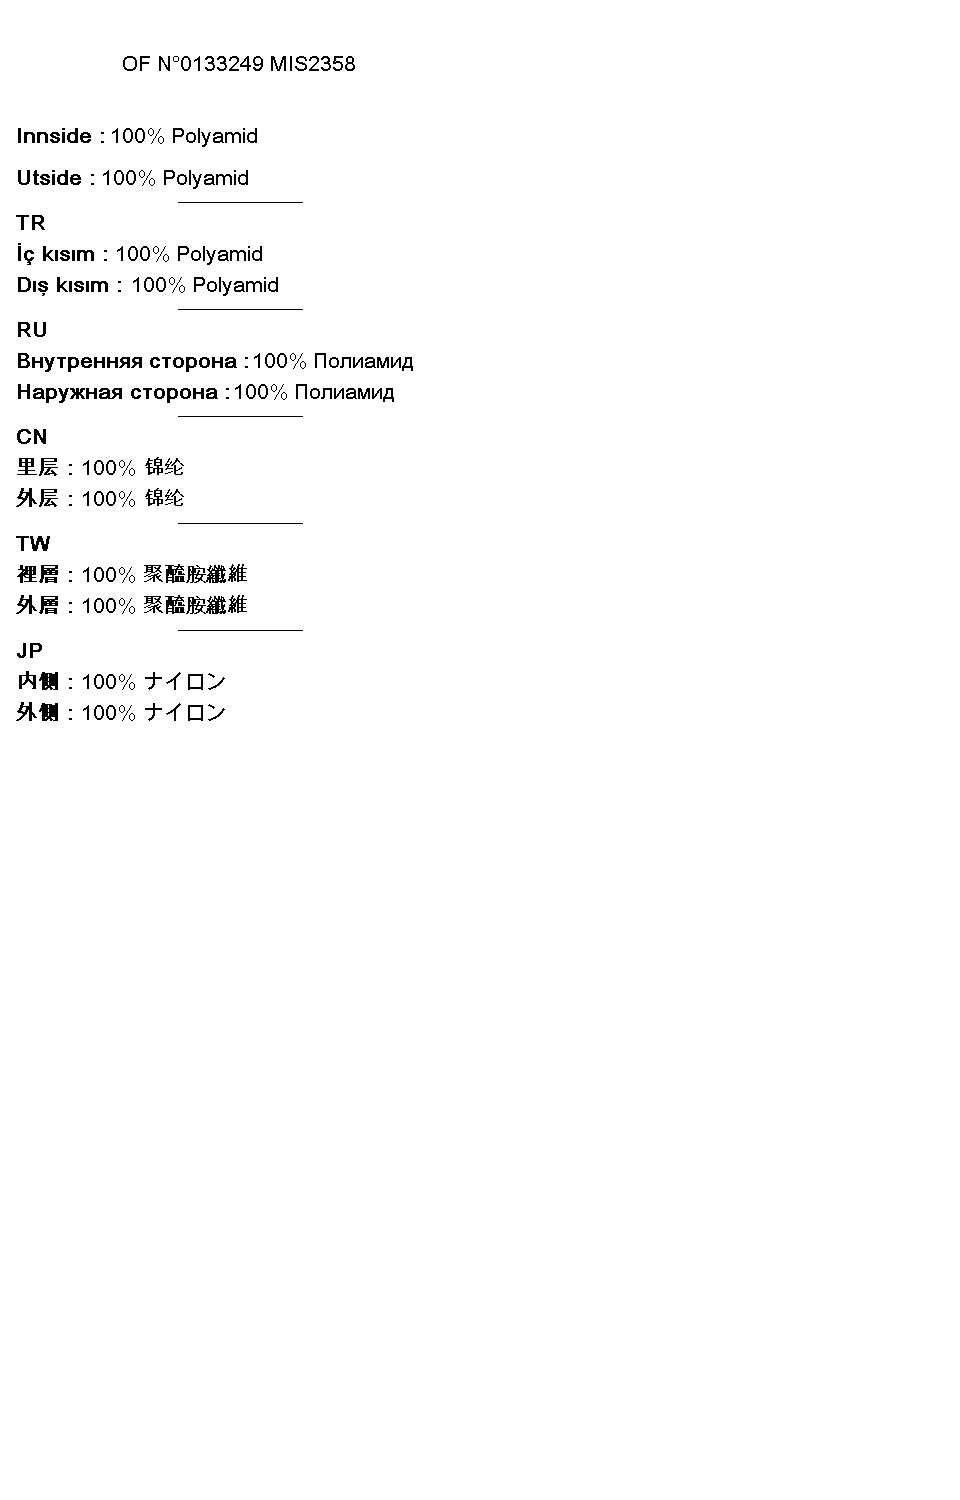 OF N°0133249 MIS2358
Innside : 100% Polyamid
Utside : 100% Polyamid
TR
İç kısım : 100% Polyamid
Dış kısım : 100% Polyamid
RU
Внутренняя сторона : 100% Полиамид
Наружная сторона : 100% Полиамид
CN
里层 : 100% 锦纶
外层 : 100% 锦纶
TW
裡層 : 100% 聚醯胺纖維
外層 : 100% 聚醯胺纖維
JP
内側 : 100% ナイロン
外側 : 100% ナイロン